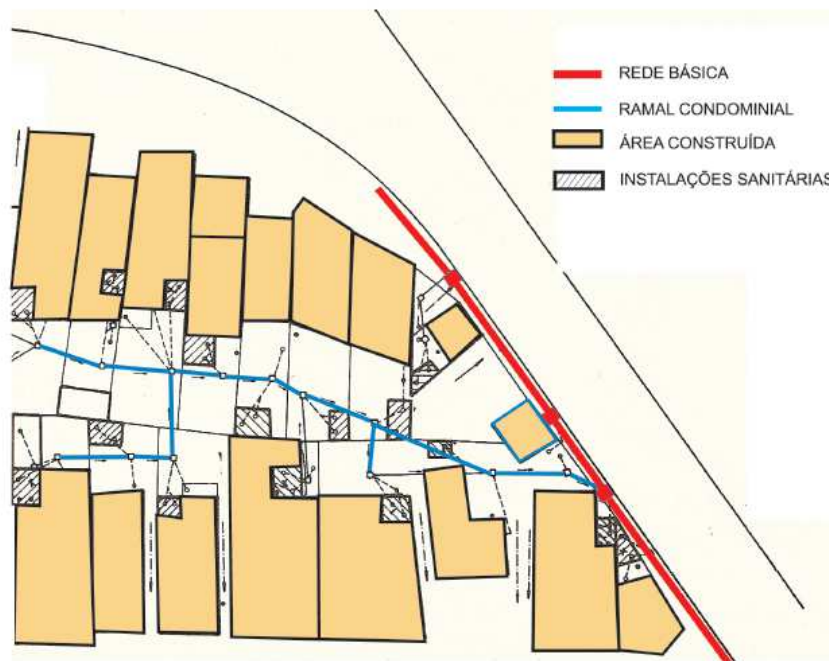 REDE BÁSICA
RAMAL CONDOMINIAL
ÁREA CONSTRUÍDA
INSTALAÇÕES SANITÁRIAS